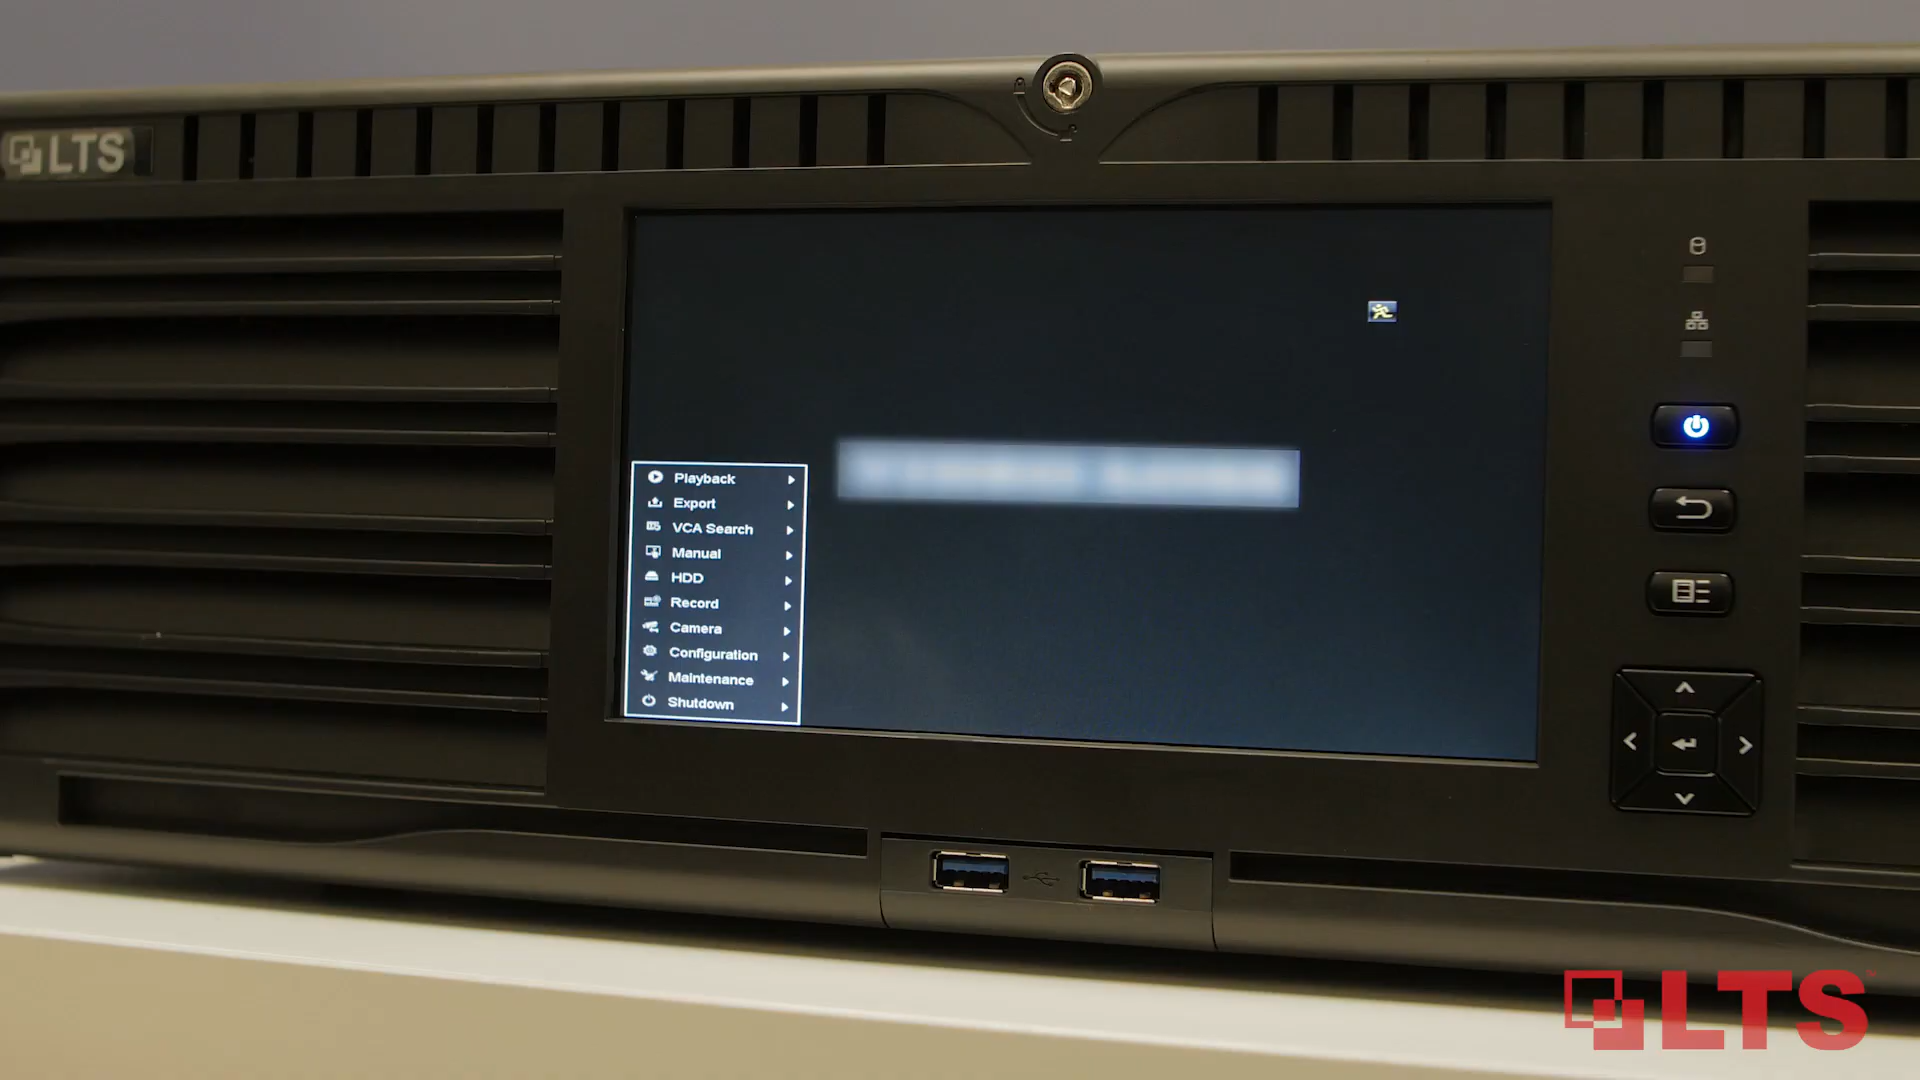 LTS
Playback
Export
VCA Search
Manual
HDD
Record
Camera
Configuration
Maintenance
Shutdown
LTS